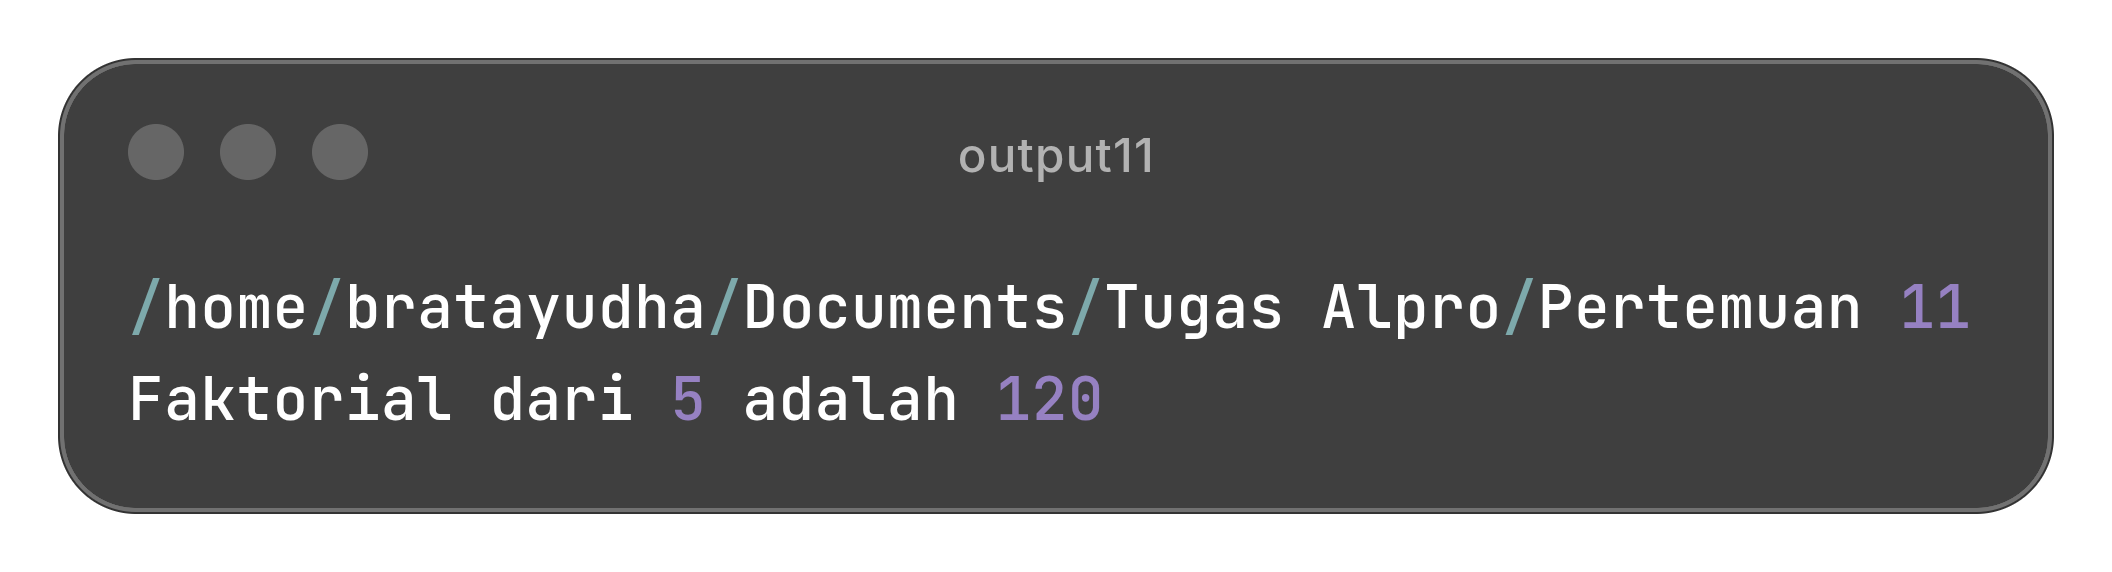 output11
/home/bratayudha/Documents/Tugas Alpro/Pertemuan 11
Faktorial dari 5 adalah 120